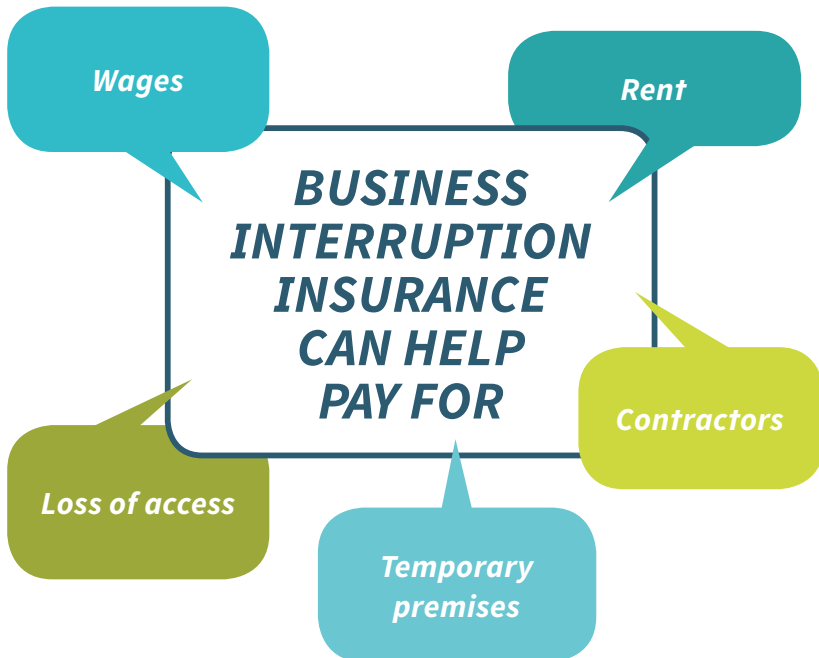 Wages
Rent
BUSINESS
INTERRUPTION
INSURANCE
CAN HELP
PAY FOR
Contractors
Loss of access
Temporary
premises